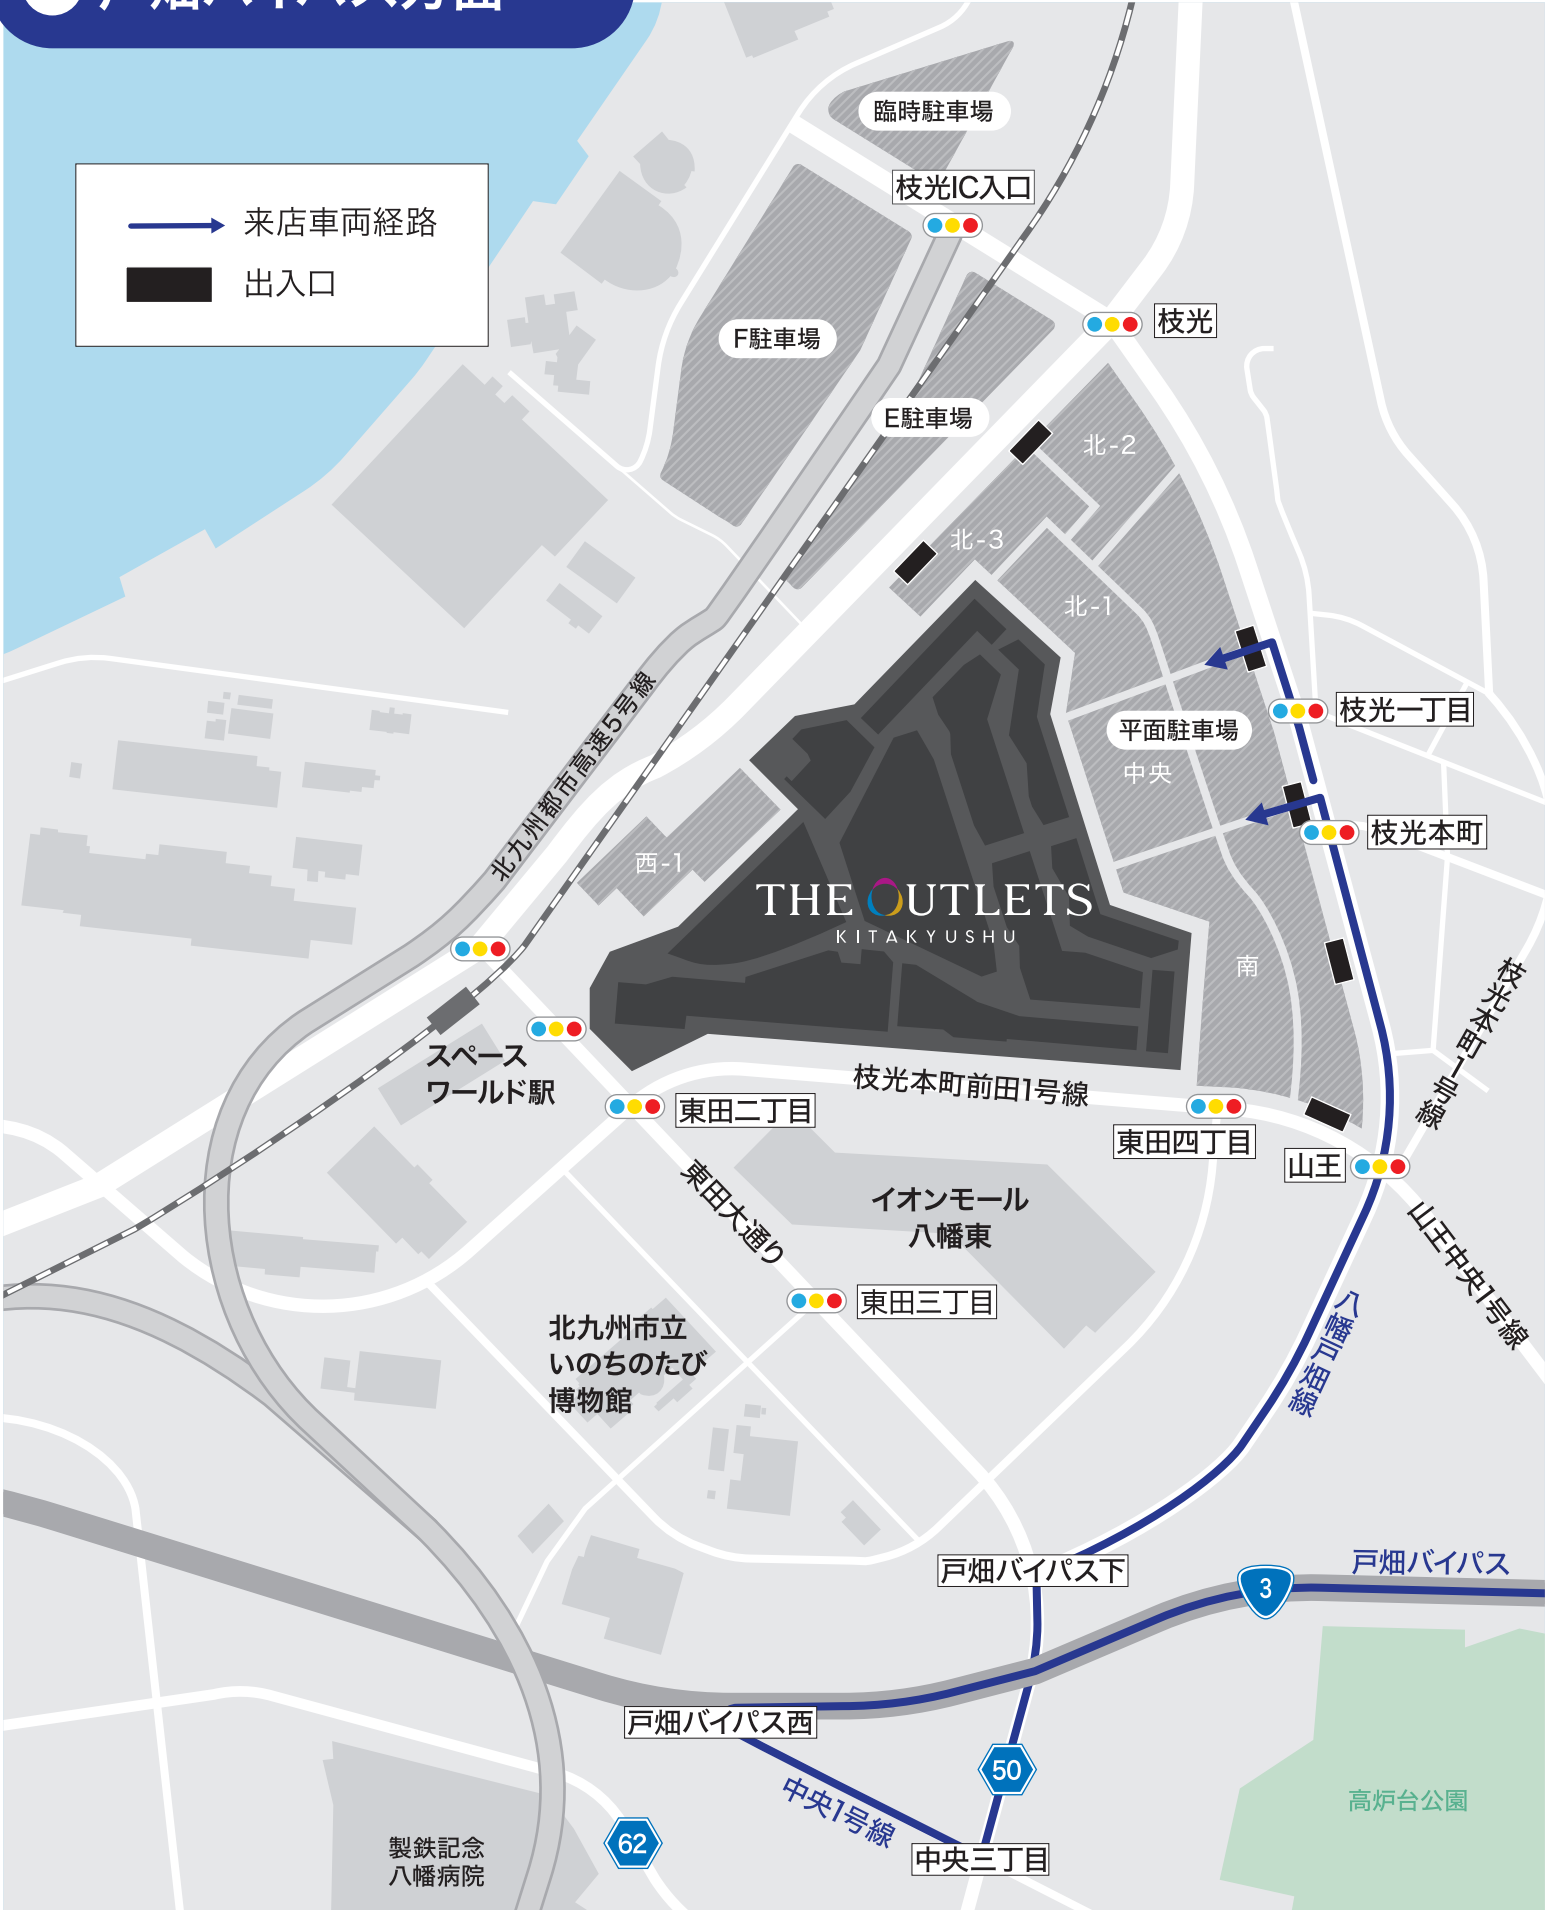 戸畑バイパス方面
来店車両経路
出入口
臨時駐車場
枝光IC入口
枝光
F駐車場
E駐車場
北-2
北-3
北-1
枝光一丁目
平面駐車場
中央
枝光本町
北九州都市高速5号線
西-1
THE OUTLETS
KITAKYUSHU
南
枝光本町1号線
スペース
ワールド駅
枝光本町前田1号線
東田二丁目
東田四丁目
山王
東田大通り
イオンモール
八幡東
山王中央1号線
東田三丁目
八幡戸畑線
北九州市立
いのちのたび
博物館
戸畑バイパス下
戸畑バイパス
3
戸畑バイパス西
50
中央1号線
高炉台公園
62
製鉄記念
八幡病院
中央三丁目